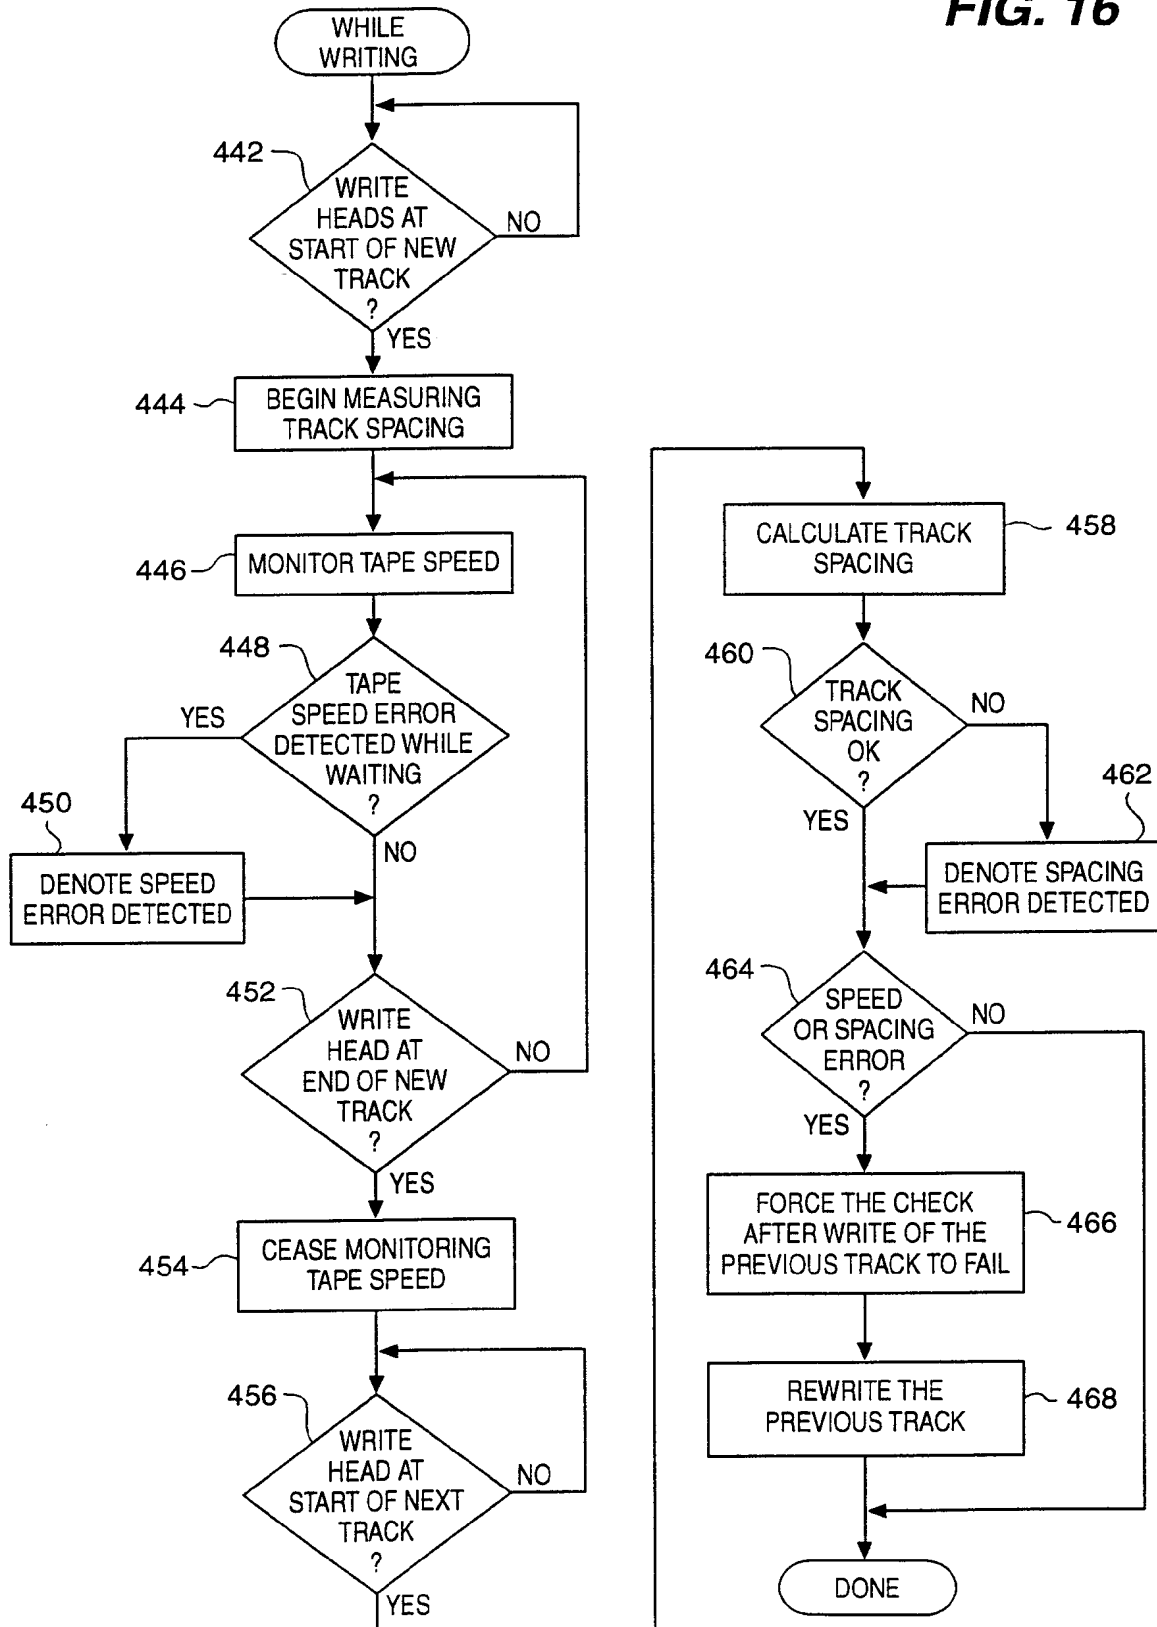 FIG. 16
WHILE
WRITING
442
WRITE
HEADS AT
START OF NEW
TRACK
?
NO
YES
444
BEGIN MEASURING
TRACK SPACING
446
MONITOR TAPE SPEED
448
TAPE
SPEED ERROR
DETECTED WHILE
WAITING
?
YES
NO
450
DENOTE SPEED
ERROR DETECTED
452
WRITE
HEAD AT
END OF NEW
TRACK
?
NO
YES
454
CEASE MONITORING
TAPE SPEED
456
WRITE
HEAD AT
START OF NEXT
TRACK
?
NO
YES
CALCULATE TRACK
SPACING
458
460
TRACK
SPACING
OK
?
NO
YES
462
DENOTE SPACING
ERROR DETECTED
464
SPEED
OR SPACING
ERROR
?
NO
YES
FORCE THE CHECK
AFTER WRITE OF THE
PREVIOUS TRACK TO FAIL
466
REWRITE THE
PREVIOUS TRACK
468
DONE